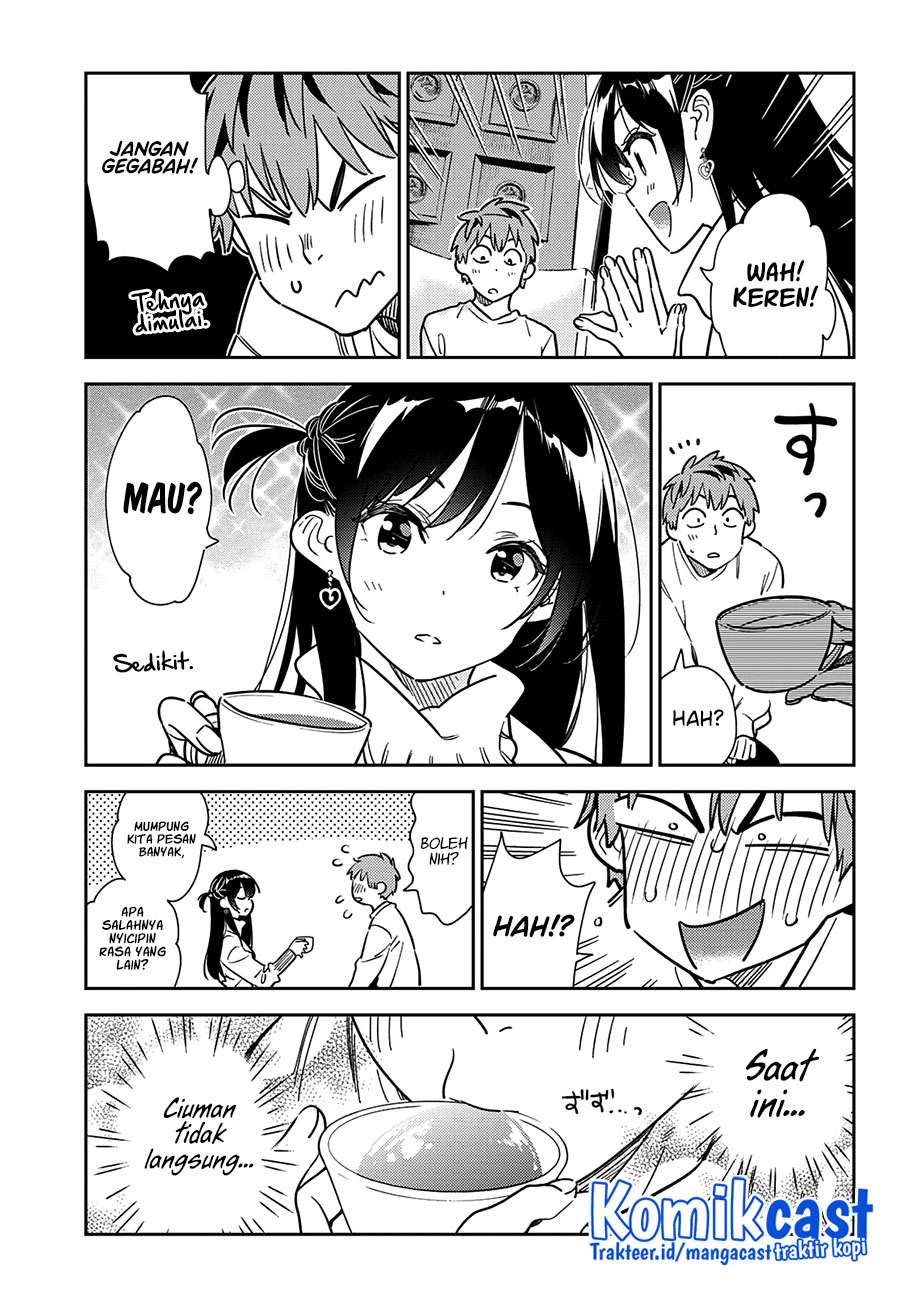 WAH!
KEREN!
JANGAN
GEGABAH!
Tehnya
dimulai.
すっ
HAH?
MAU?
Sedikit.
HAH!?
BOLEH
NIH?
MUMPUNG
KITA PESAN
BANYAK,
APA
SALAHNYA
NYICIPIN
RASA YANG
LAIN?
Saat
ini...
ずず...っ
Ciuman
tidak
langsung...
Komikcast
Trakteer.id/mangacast traktir kopi